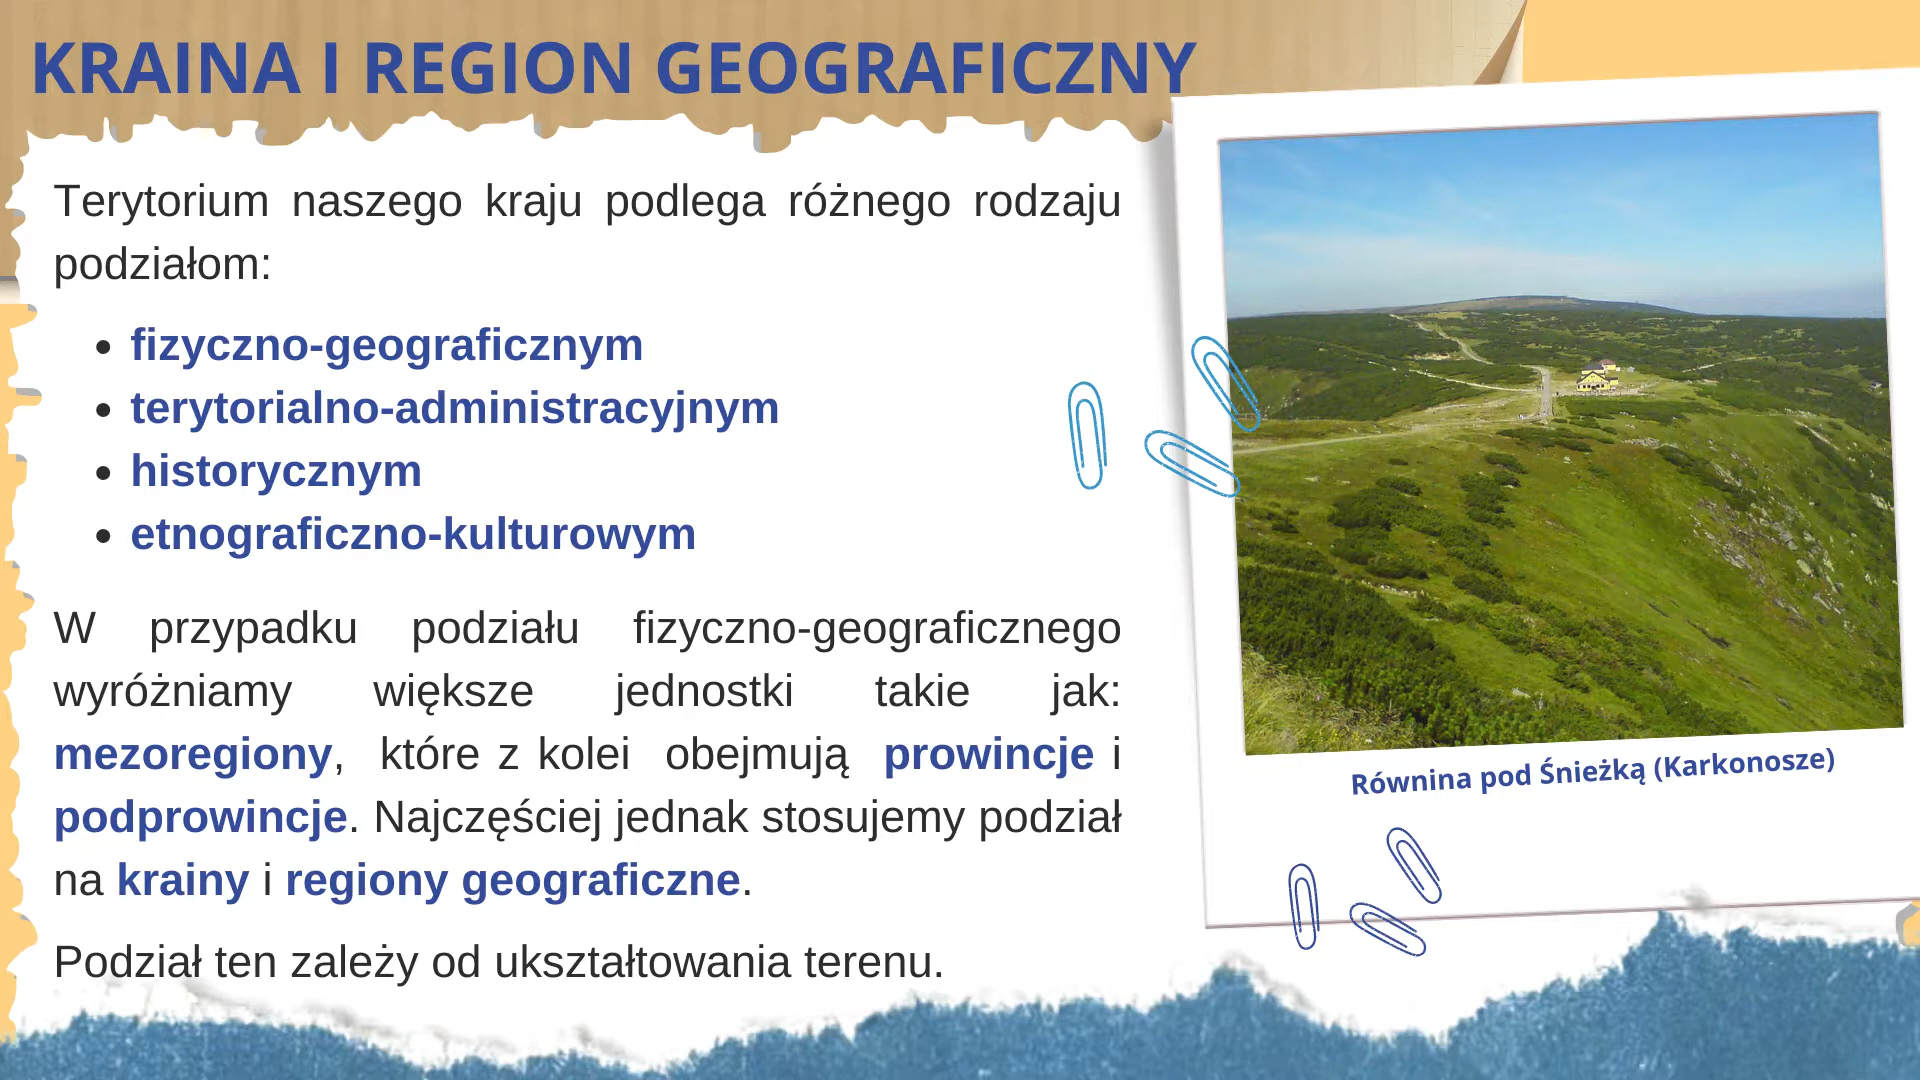 KRAINA I REGION GEOGRAFICZNY
Terytorium naszego kraju podlega różnego rodzaju
podziałom:
• fizyczno-geograficznym
• terytorialno-administracyjnym
• historycznym
• etnograficzno-kulturowym
W przypadku podziału fizyczno-geograficznego
wyróżniamy większe jednostki takie jak:
mezoregiony, które z kolei obejmują prowincje i
podprowincje. Najczęściej jednak stosujemy podział
na krainy i regiony geograficzne.
Podział ten zależy od ukształtowania terenu.
Równina pod Śnieżką (Karkonosze)